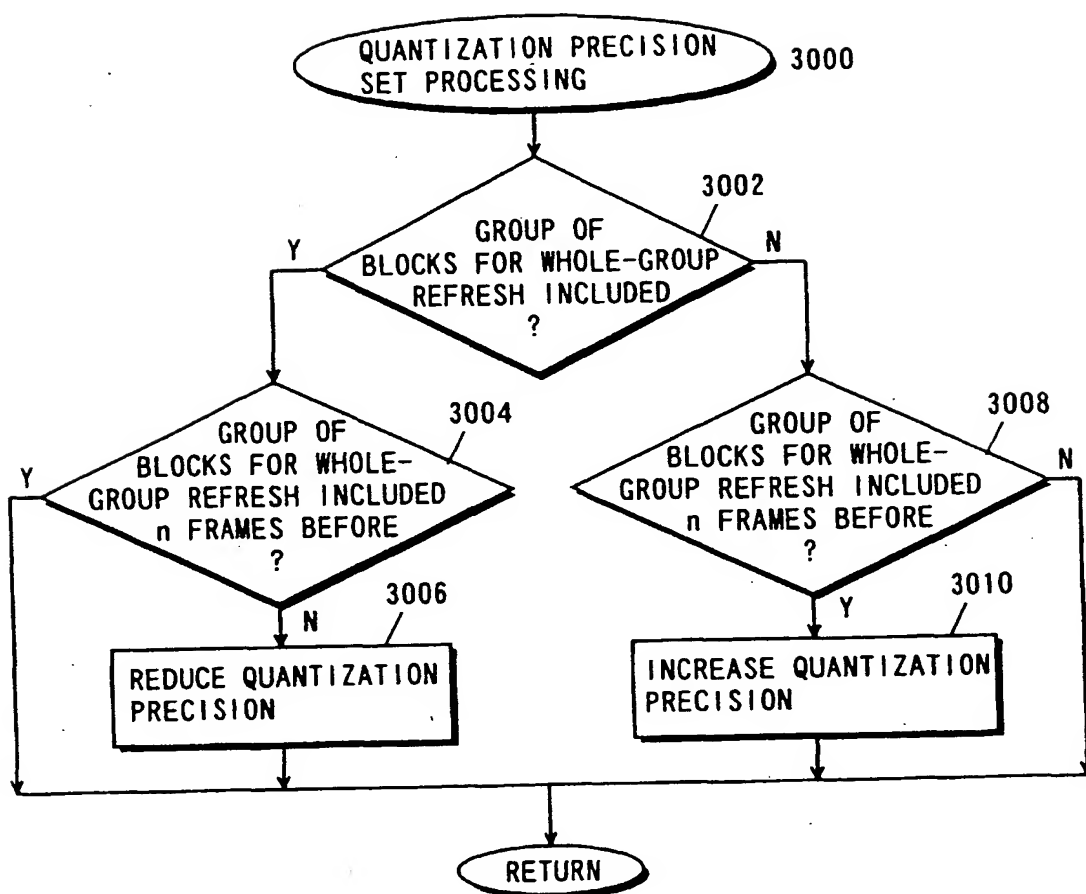 QUANTIZATION PRECISION
SET PROCESSING
3000
3002
GROUP OF
BLOCKS FOR WHOLE-GROUP
REFRESH INCLUDED
?
Y
N
3004
GROUP OF
BLOCKS FOR WHOLE-
GROUP REFRESH INCLUDED
n FRAMES BEFORE
?
Y
N
3006
REDUCE QUANTIZATION
PRECISION
3008
GROUP OF
BLOCKS FOR WHOLE-
GROUP REFRESH INCLUDED
n FRAMES BEFORE
?
N
Y
3010
INCREASE QUANTIZATION
PRECISION
RETURN